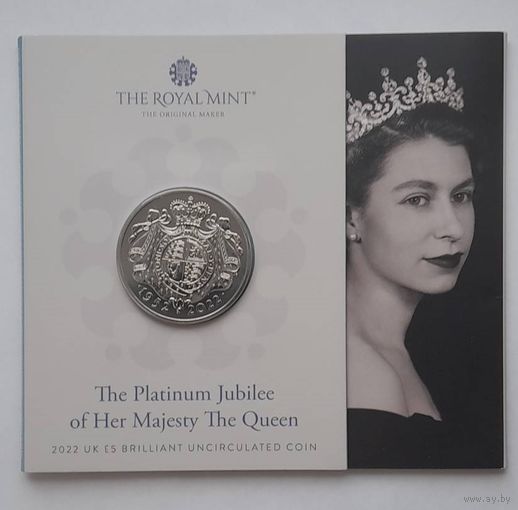 THE ROYAL MINT®
THE ORIGINAL MAKER
1952 2022
The Platinum Jubilee
of Her Majesty The Queen
2022 UK £5 BRILLIANT UNCIRCULATED COIN
www.ay.by